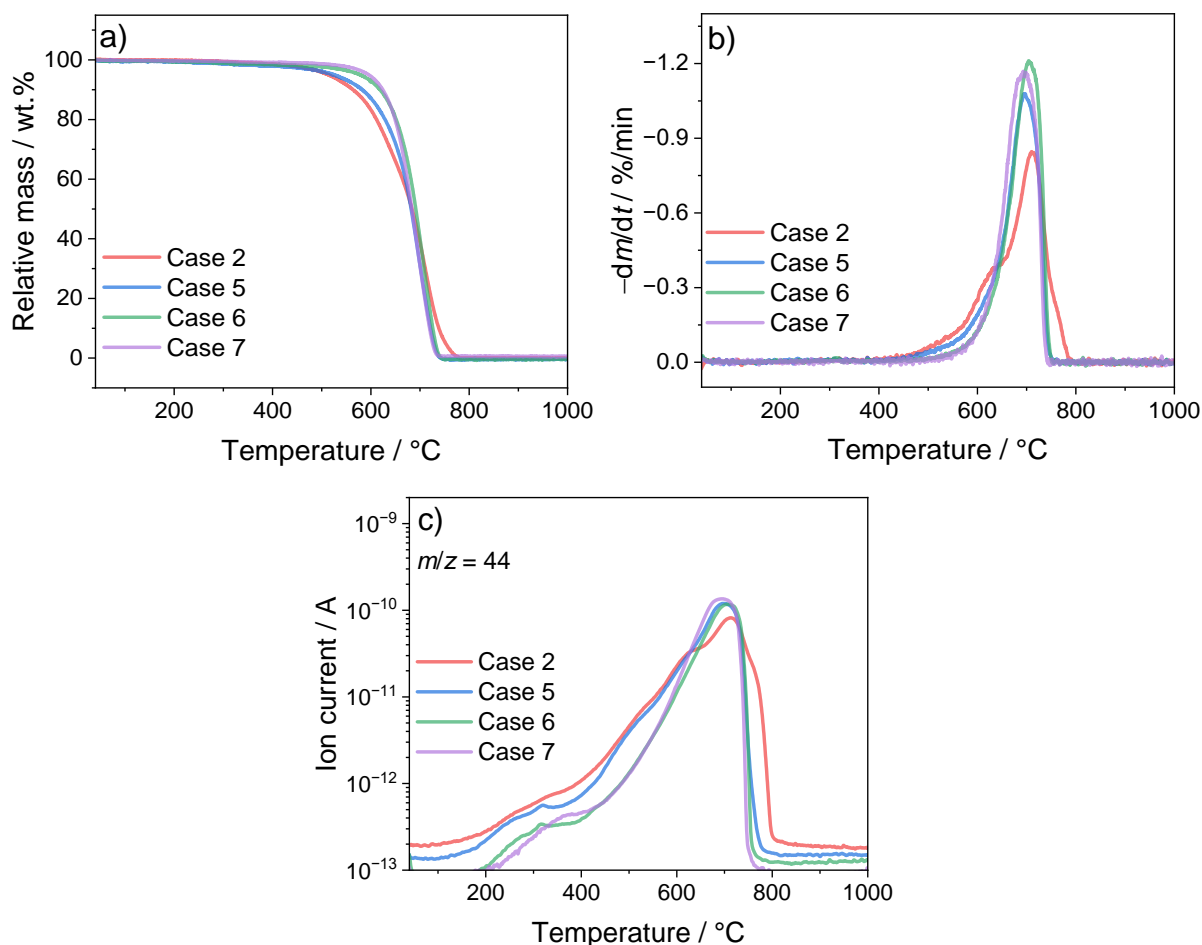 a)
100
80
60
40
20
0
Relative mass / wt.%
Case 2
Case 5
Case 6
Case 7
200 400 600 800 1000
Temperature / °C
b)
−1.2
−0.9
−0.6
−0.3
0.0
−dm/dt / %/min
Case 2
Case 5
Case 6
Case 7
200 400 600 800 1000
Temperature / °C
c)
m/z = 44
10⁻⁹
10⁻¹⁰
10⁻¹¹
10⁻¹²
10⁻¹³
Ion current / A
Case 2
Case 5
Case 6
Case 7
200 400 600 800 1000
Temperature / °C